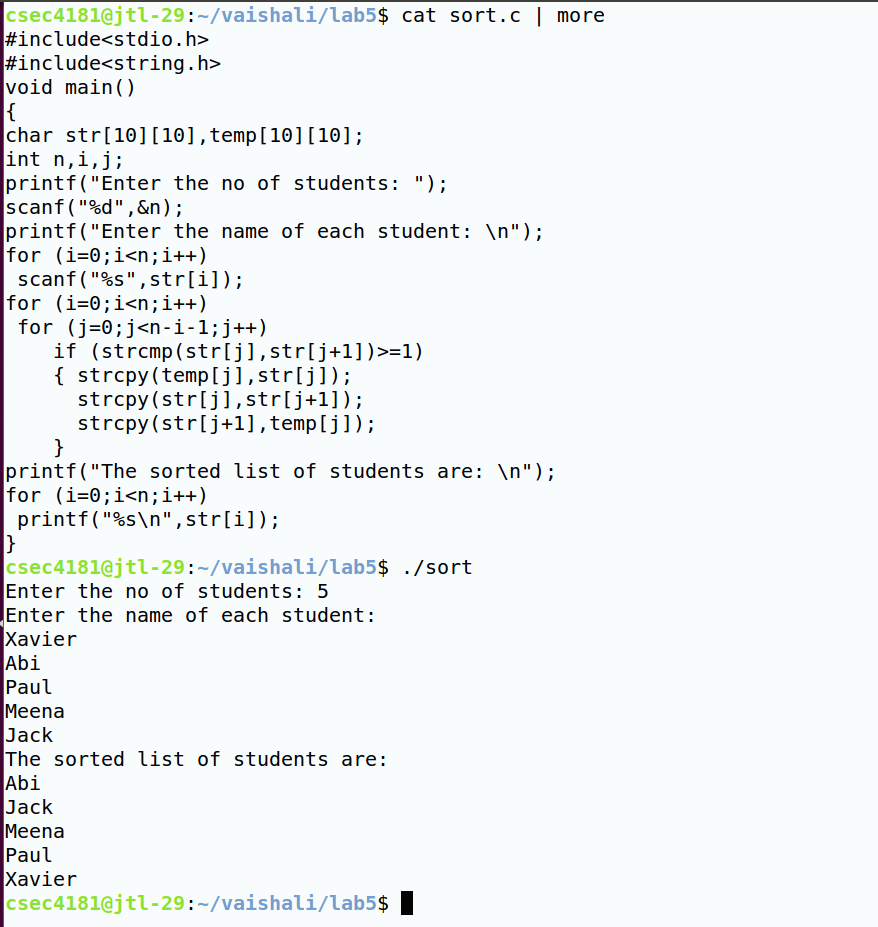 csec4181@jtl-29:~/vaishali/lab5$ cat sort.c | more
#include<stdio.h>
#include<string.h>
void main()
{
char str[10][10],temp[10][10];
int n,i,j;
printf("Enter the no of students: ");
scanf("%d",&n);
printf("Enter the name of each student: \n");
for (i=0;i<n;i++)
 scanf("%s",str[i]);
for (i=0;i<n;i++)
 for (j=0;j<n-i-1;j++)
    if (strcmp(str[j],str[j+1])>=1)
    { strcpy(temp[j],str[j]);
      strcpy(str[j],str[j+1]);
      strcpy(str[j+1],temp[j]);
    }
printf("The sorted list of students are: \n");
for (i=0;i<n;i++)
 printf("%s\n",str[i]);
}
csec4181@jtl-29:~/vaishali/lab5$ ./sort
Enter the no of students: 5
Enter the name of each student:
Xavier
Abi
Paul
Meena
Jack
The sorted list of students are:
Abi
Jack
Meena
Paul
Xavier
csec4181@jtl-29:~/vaishali/lab5$